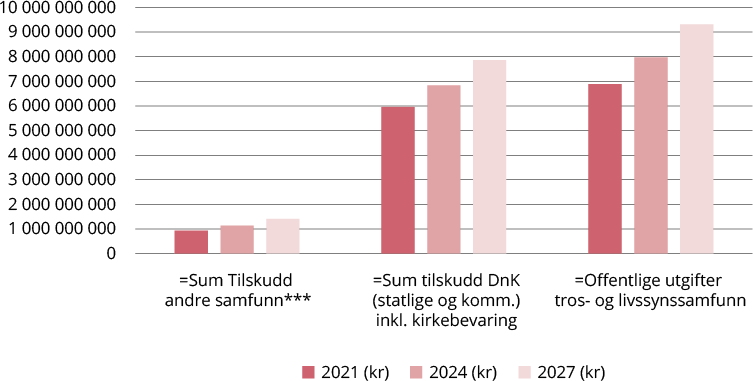 10 000 000 000
9 000 000 000
8 000 000 000
7 000 000 000
6 000 000 000
5 000 000 000
4 000 000 000
3 000 000 000
2 000 000 000
1 000 000 000
0
=Sum Tilskudd
andre samfunn***
=Sum tilskudd DnK
(statlige og komm.)
inkl. kirkebevaring
=Offentlige utgifter
tros- og livssynssamfunn
2021 (kr) 2024 (kr) 2027 (kr)